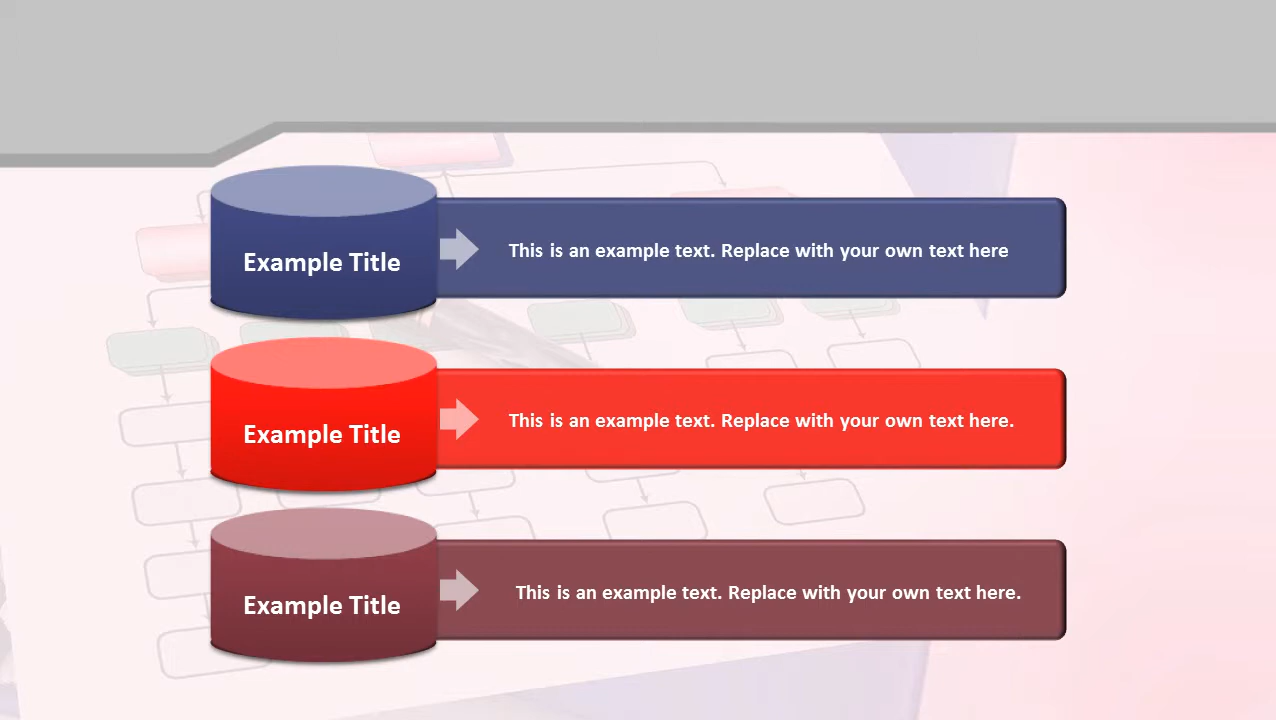 Example Title
This is an example text. Replace with your own text here
Example Title
This is an example text. Replace with your own text here.
Example Title
This is an example text. Replace with your own text here.